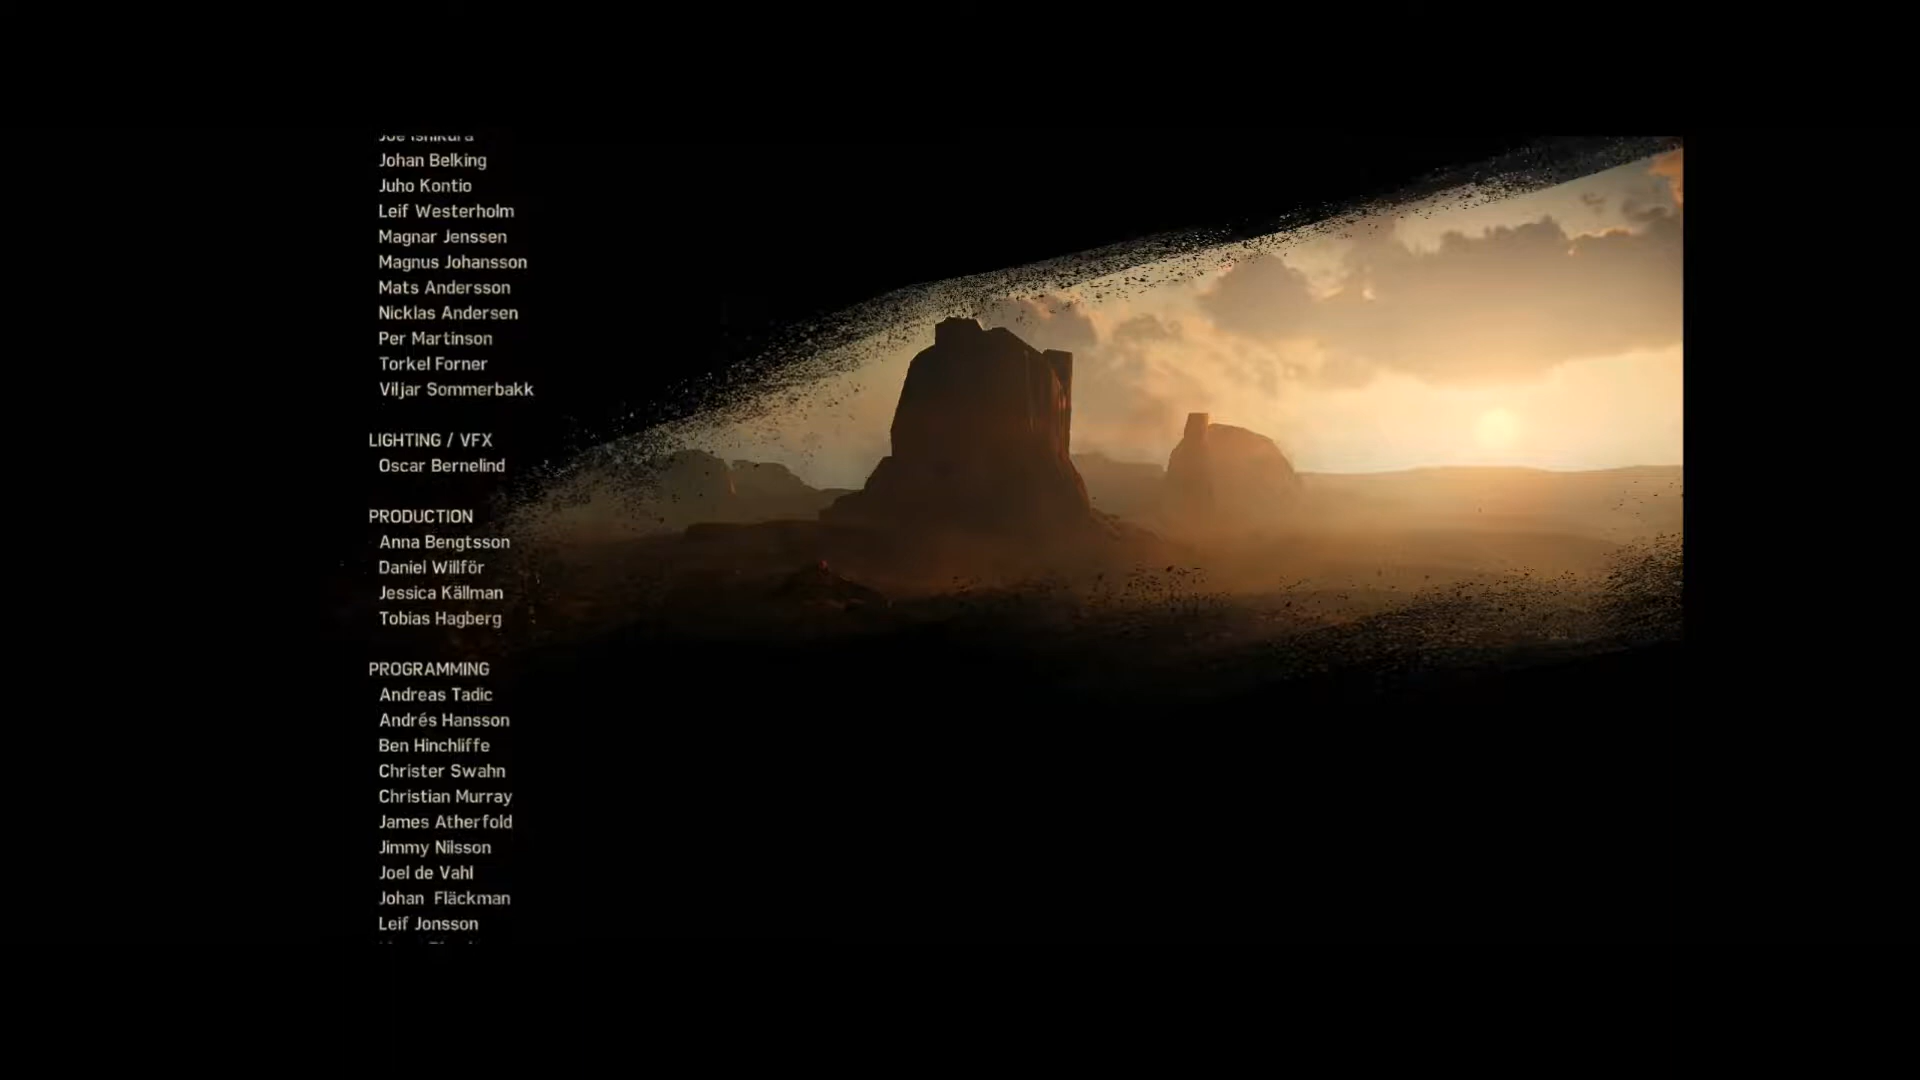 Joe Ishikura
Johan Belking
Juho Kontio
Leif Westerholm
Magnar Jenssen
Magnus Johansson
Mats Andersson
Nicklas Andersen
Per Martinson
Torkel Forner
Viljar Sommerbakk
LIGHTING / VFX
Oscar Bernelind
PRODUCTION
Anna Bengtsson
Daniel Willför
Jessica Källman
Tobias Hagberg
PROGRAMMING
Andreas Tadic
Andrés Hansson
Ben Hinchliffe
Christer Swahn
Christian Murray
James Atherfold
Jimmy Nilsson
Joel de Vahl
Johan Fläckman
Leif Jonsson